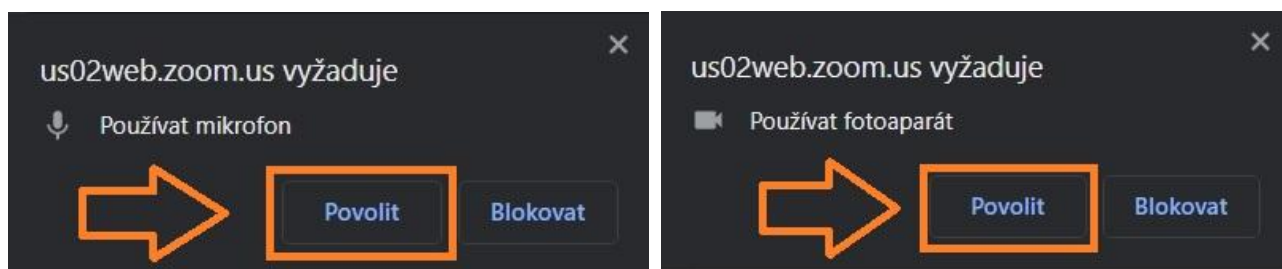 us02web.zoom.us vyžaduje
Používat mikrofon
Povolit
Blokovat
us02web.zoom.us vyžaduje
Používat fotoaparát
Povolit
Blokovat